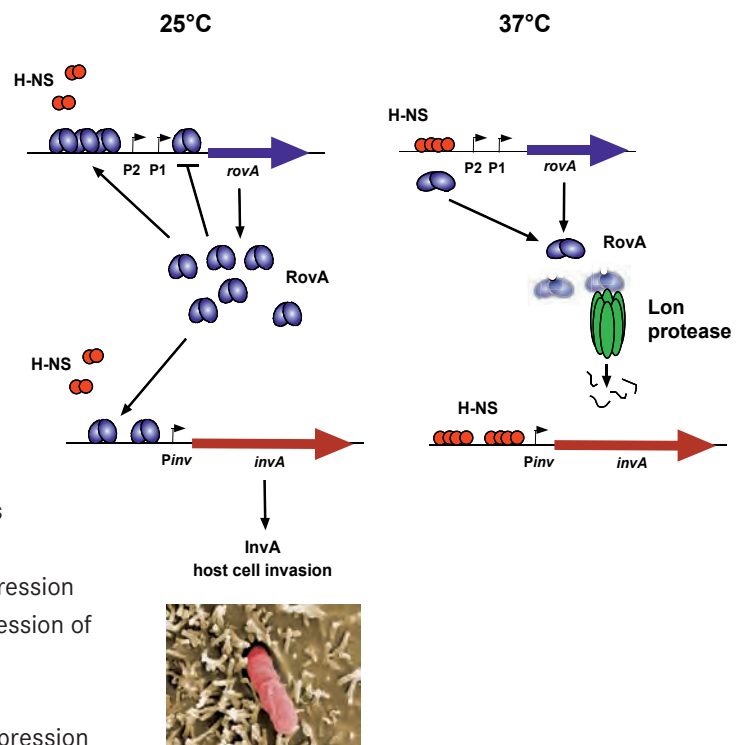 25°C
37°C
H-NS
P2 P1
rovA
RovA
H-NS
Pinv
invA
InvA
host cell invasion
H-NS
P2 P1
rovA
RovA
Lon
protease
H-NS
Pinv
invA
s
ression
ession of
pression